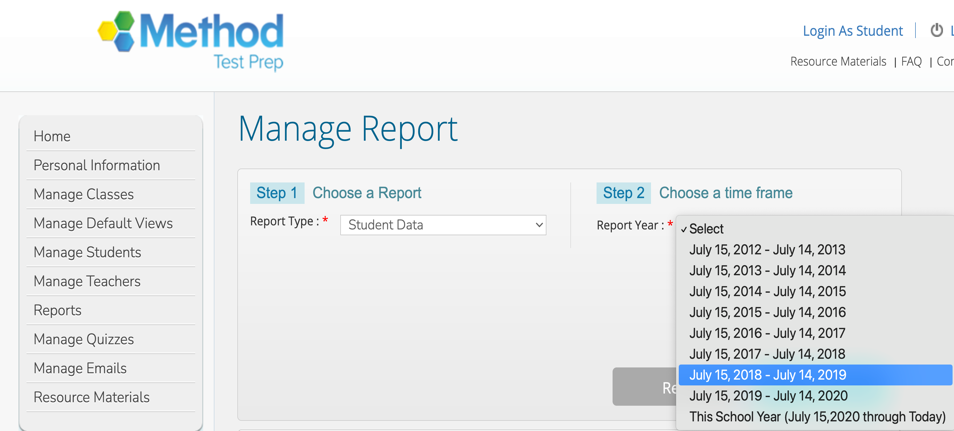 Method
Test Prep
Login As Student
Resource Materials | FAQ |
Home
Personal Information
Manage Classes
Manage Default Views
Manage Students
Manage Teachers
Reports
Manage Quizzes
Manage Emails
Resource Materials
Manage Report
Step 1 Choose a Report
Report Type : * Student Data
Step 2 Choose a time frame
Report Year : * ✓ Select
July 15, 2012 - July 14, 2013
July 15, 2013 - July 14, 2014
July 15, 2014 - July 14, 2015
July 15, 2015 - July 14, 2016
July 15, 2016 - July 14, 2017
July 15, 2017 - July 14, 2018
July 15, 2018 - July 14, 2019
July 15, 2019 - July 14, 2020
This School Year (July 15,2020 through Today)